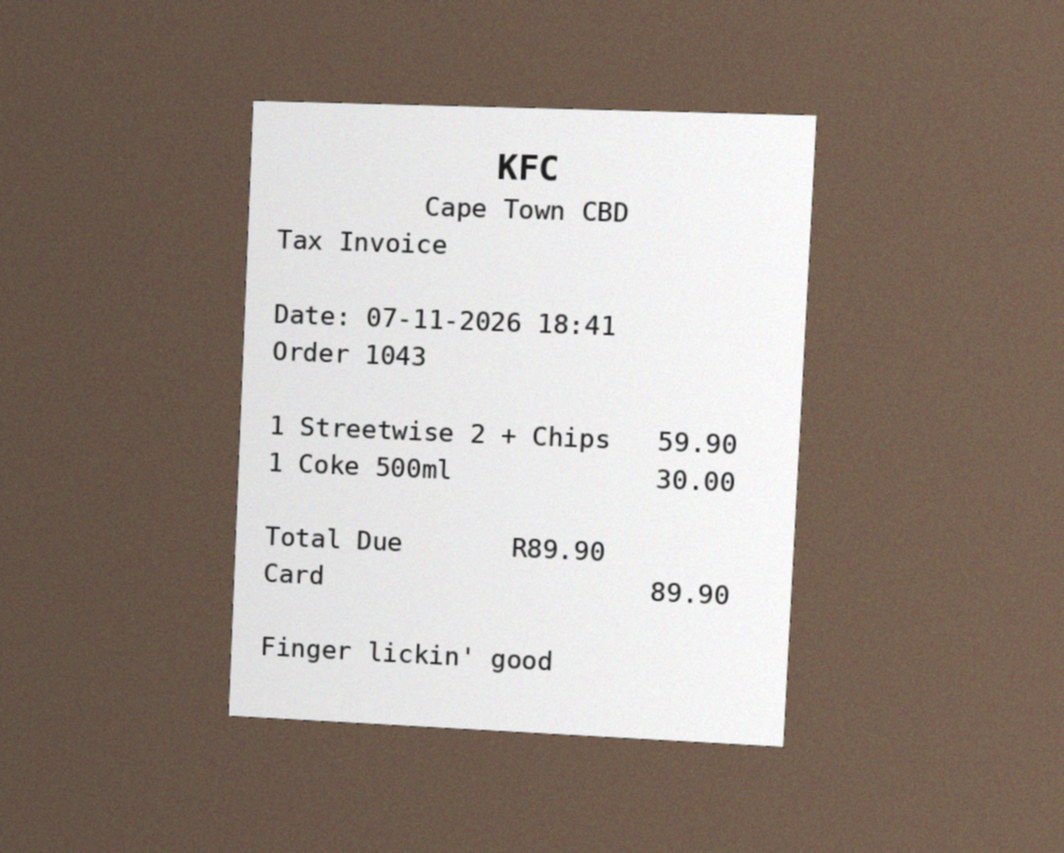 KFC
Cape Town CBD
Tax Invoice
Date: 07-11-2026 18:41
Order 1043
1 Streetwise 2 + Chips 59.90
1 Coke 500ml 30.00
Total Due R89.90
Card 89.90
Finger lickin' good